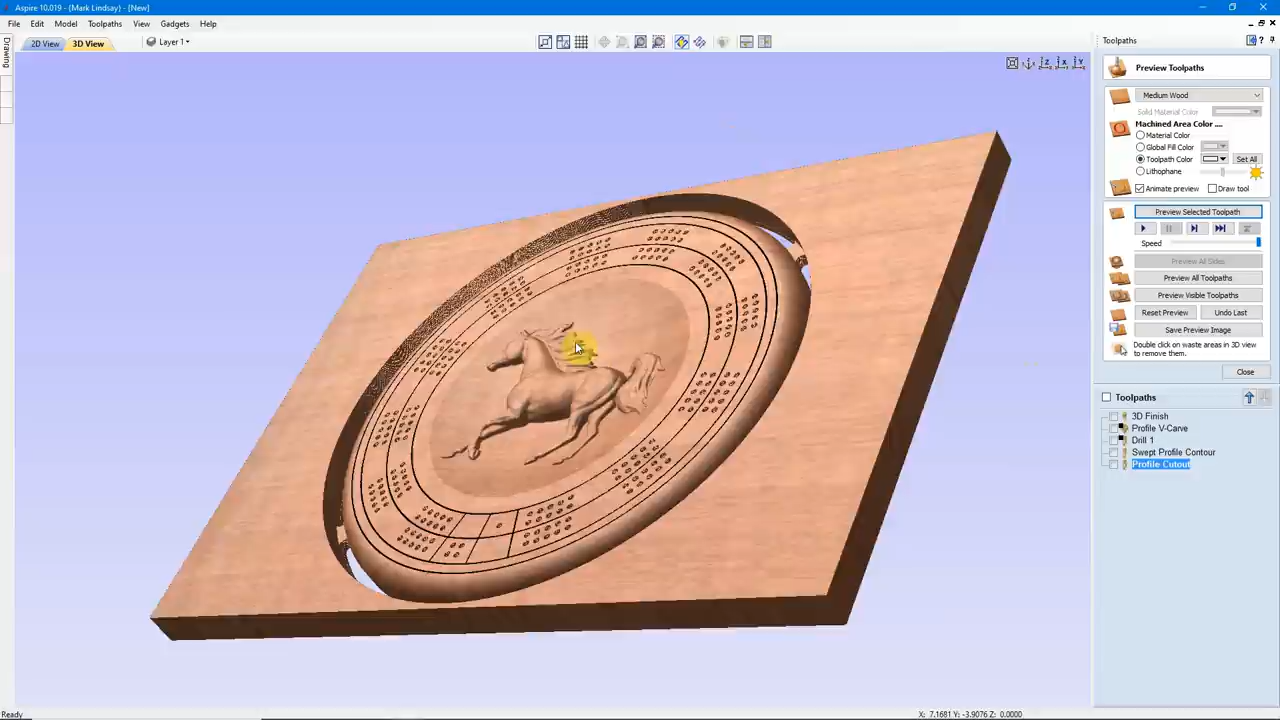 Aspire 10.019 - {Mark Lindsay} - [New]
File Edit Model Toolpaths View Gadgets Help
2D View 3D View Layer 1
Drawing
Toolpaths
Preview Toolpaths
Medium Wood
Solid Material Color
Machined Area Color ....
Material Color
Global Fill Color
Toolpath Color Set All
Lithophane
Animate preview Draw tool
Preview Selected Toolpath
Speed
Preview All Sides
Preview All Toolpaths
Preview Visible Toolpaths
Reset Preview Undo Last
Save Preview Image
Double click on waste areas in 3D view
to remove them.
Close
Toolpaths
3D Finish
Profile V-Carve
Drill 1
Swept Profile Contour
Profile Cutout
Ready
X: 7.1681 Y: -3.9076 Z: 0.0000